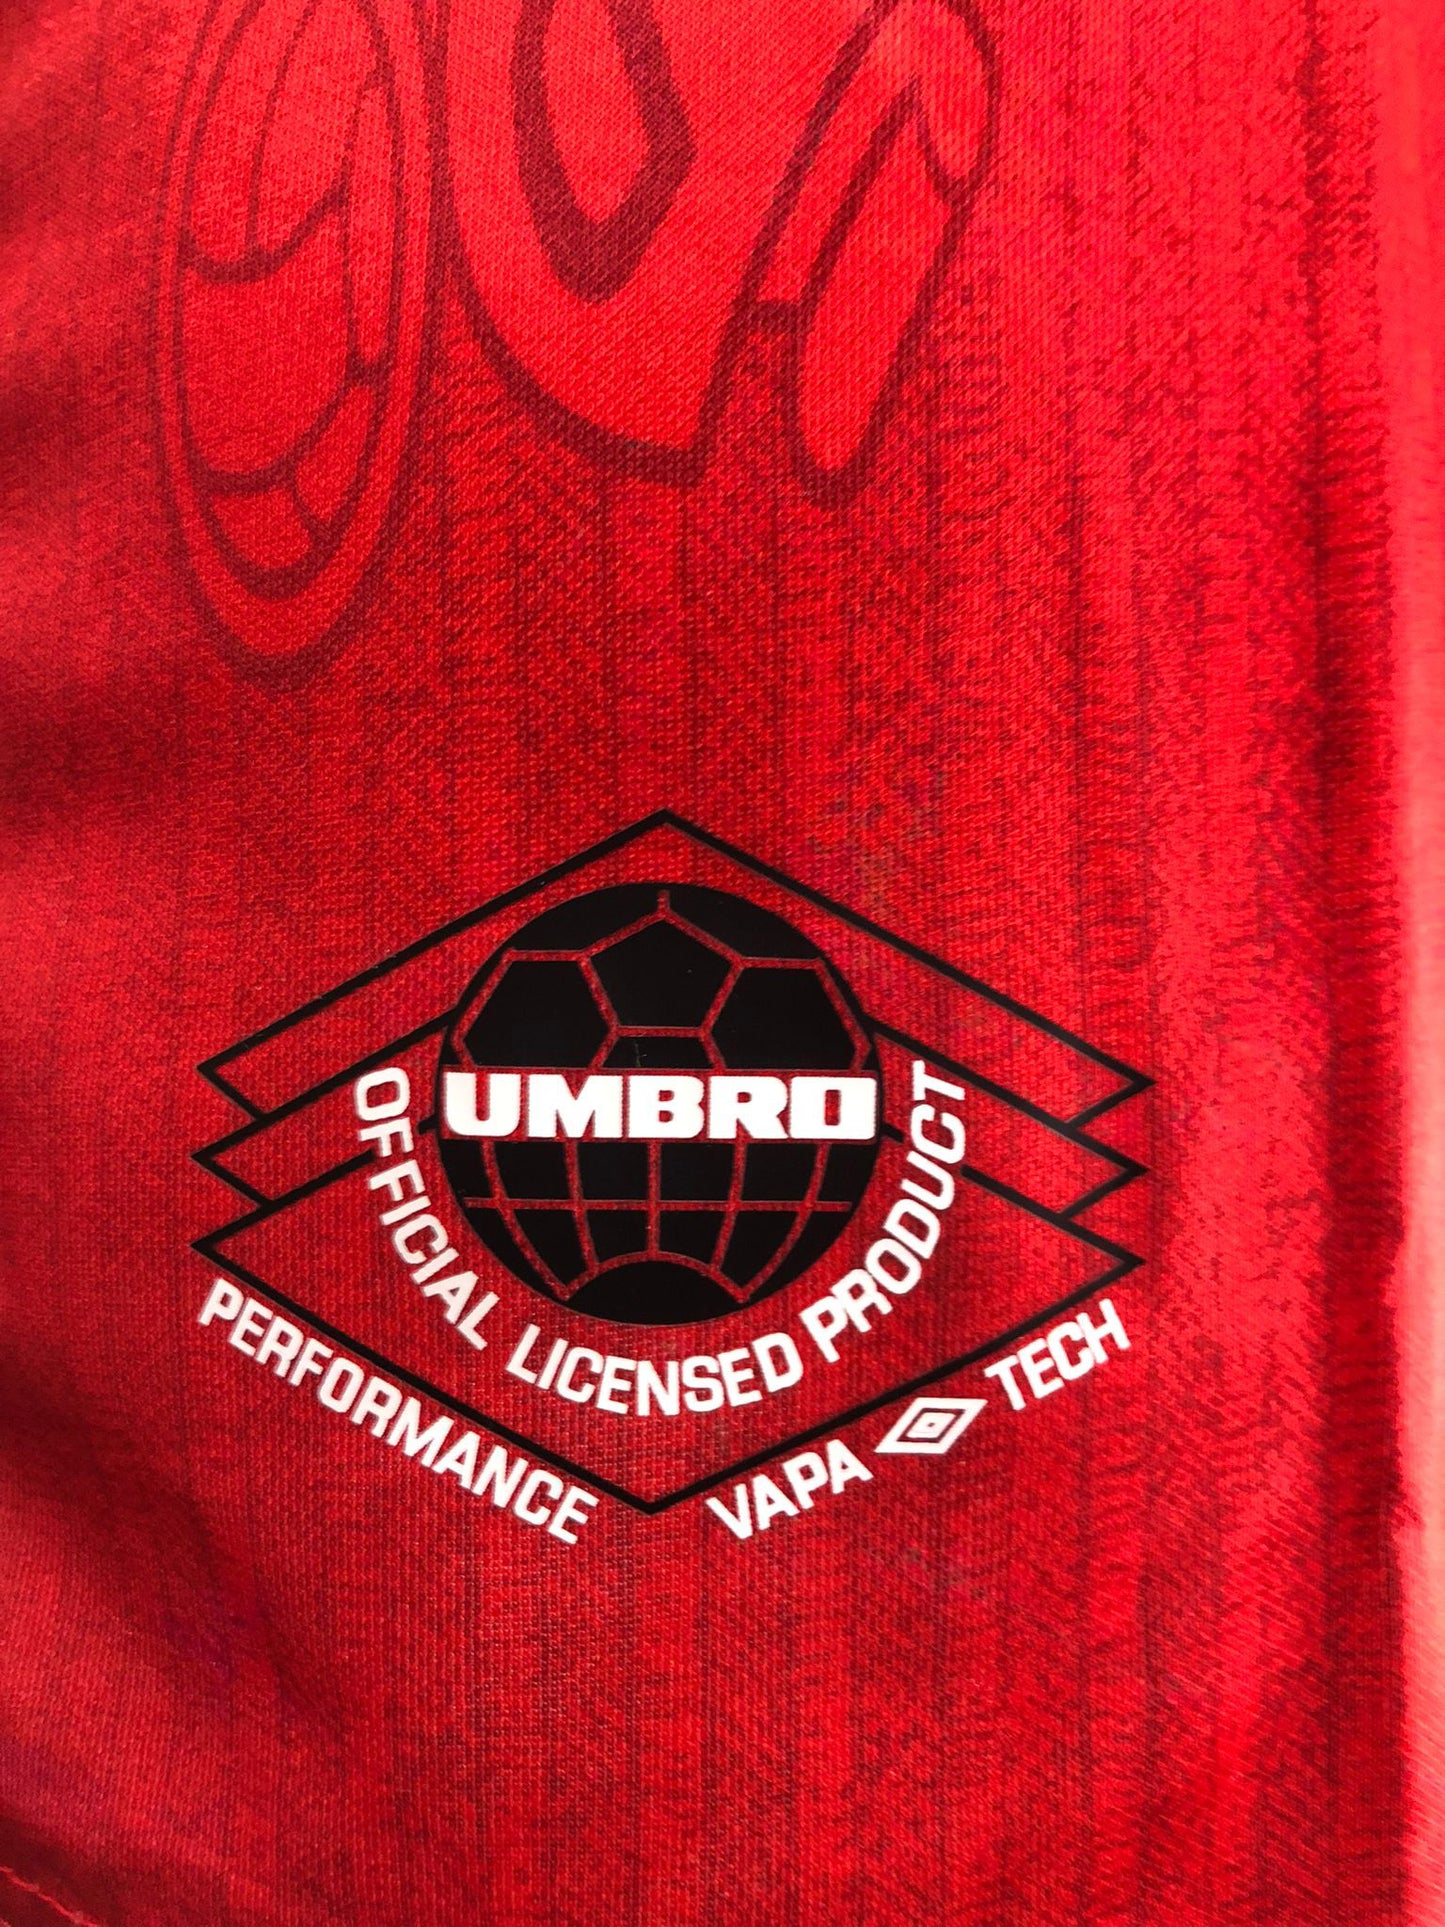 UMBRO
OFFICIAL LICENSED PRODUCT
PERFORMANCE
VAPA TECH